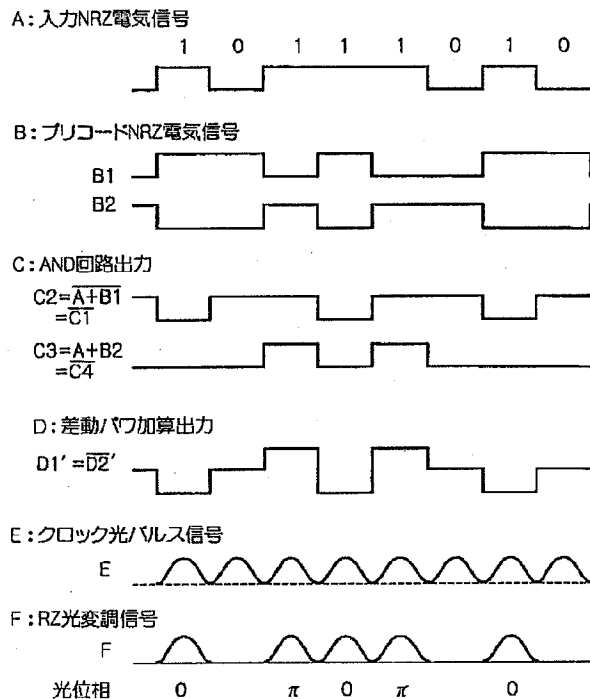 A:入力NRZ電気信号
1 0 1 1 1 0 1 0
B:プリコードNRZ電気信号
B1
B2
C:AND回路出力
C2=A+B1
=C1
C3=A+B2
=C4
D:差動パワ加算出力
D1'=D2'
E:クロック光パルス信号
E
F:RZ光変調信号
F
光位相 0 π 0 π 0